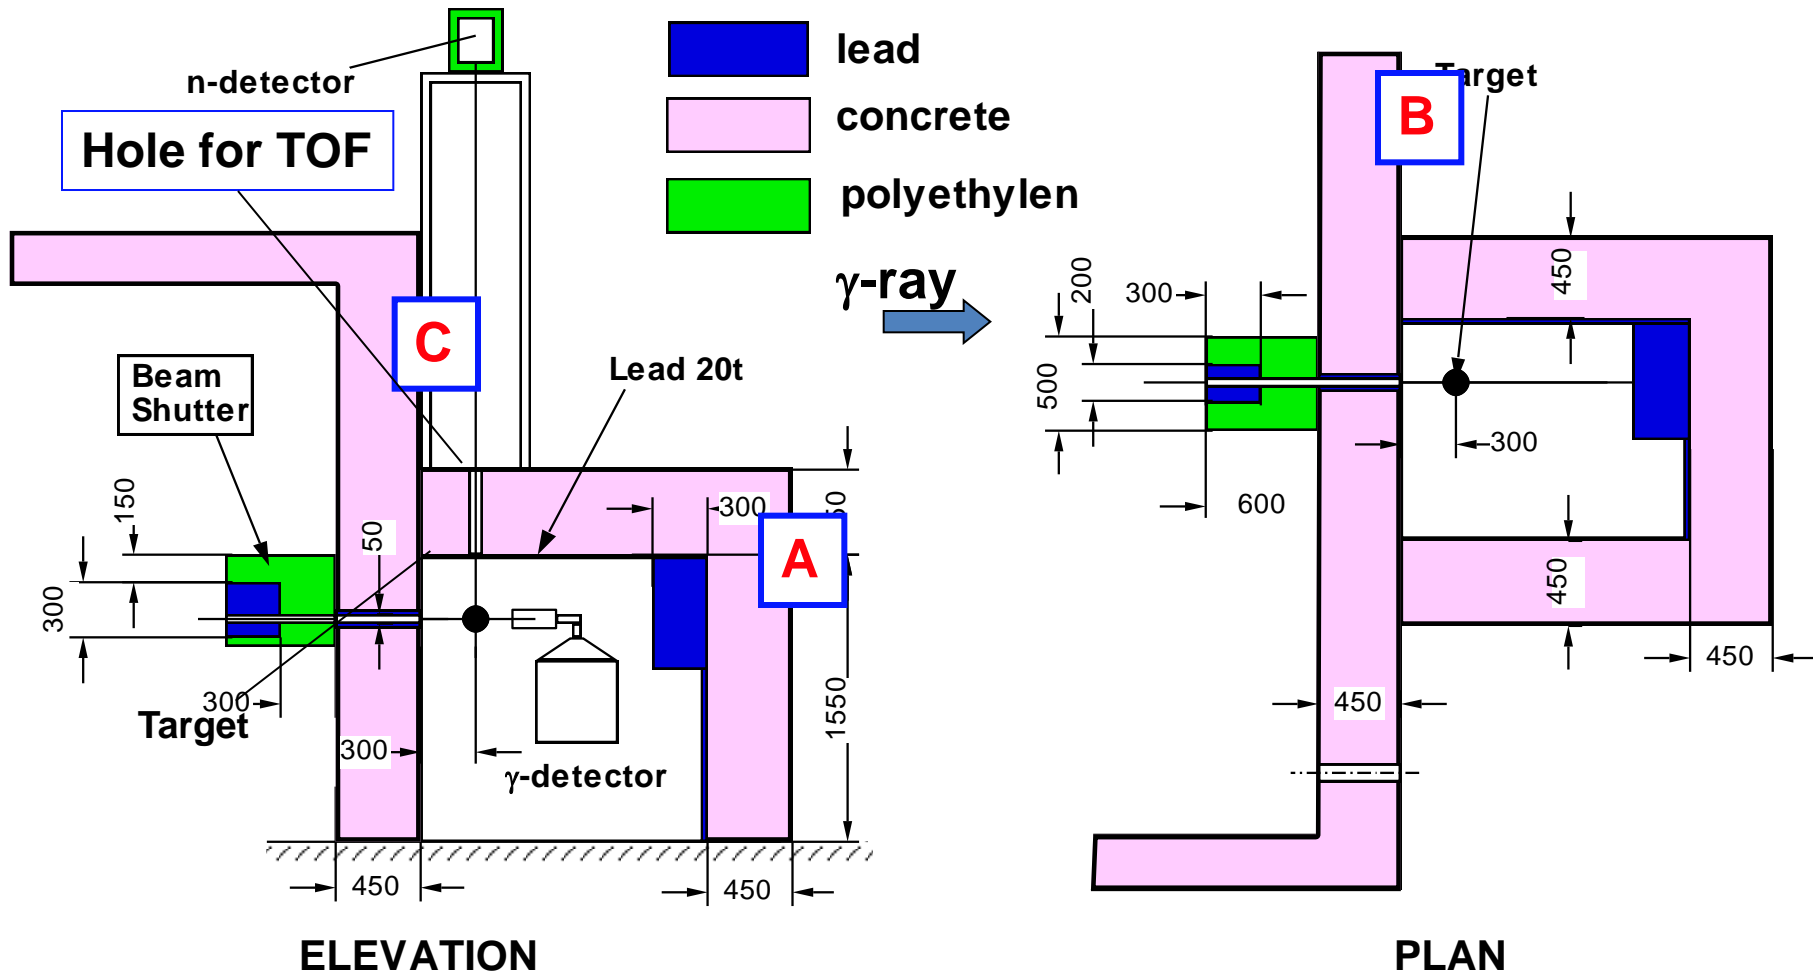 n-detector
Hole for TOF
lead
concrete
polyethylen
γ-ray
Target
B
C
Beam
Shutter
Lead 20t
A
150
300
50
300
300
Target
300
γ-detector
1550
450
450
ELEVATION
200
300
500
600
450
300
450
450
450
PLAN